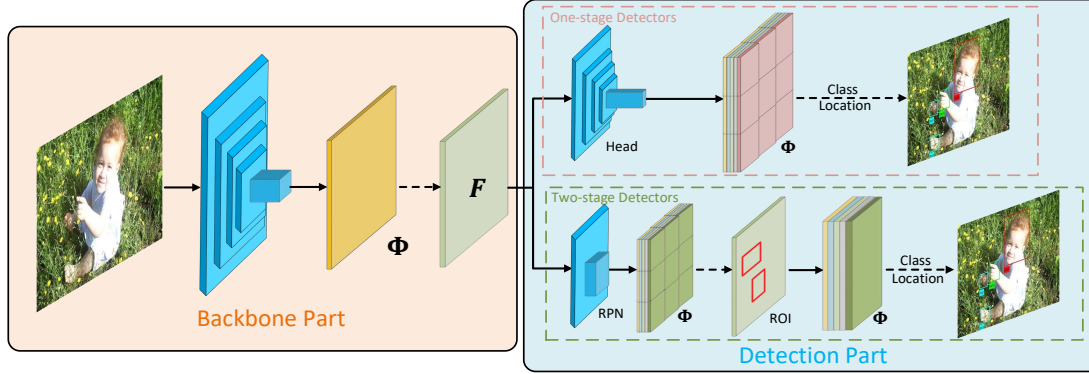 One-stage Detectors
Class
Location
Head
Φ
F
Φ
Backbone Part
Two-stage Detectors
Class
Location
RPN
Φ
ROI
Φ
Detection Part